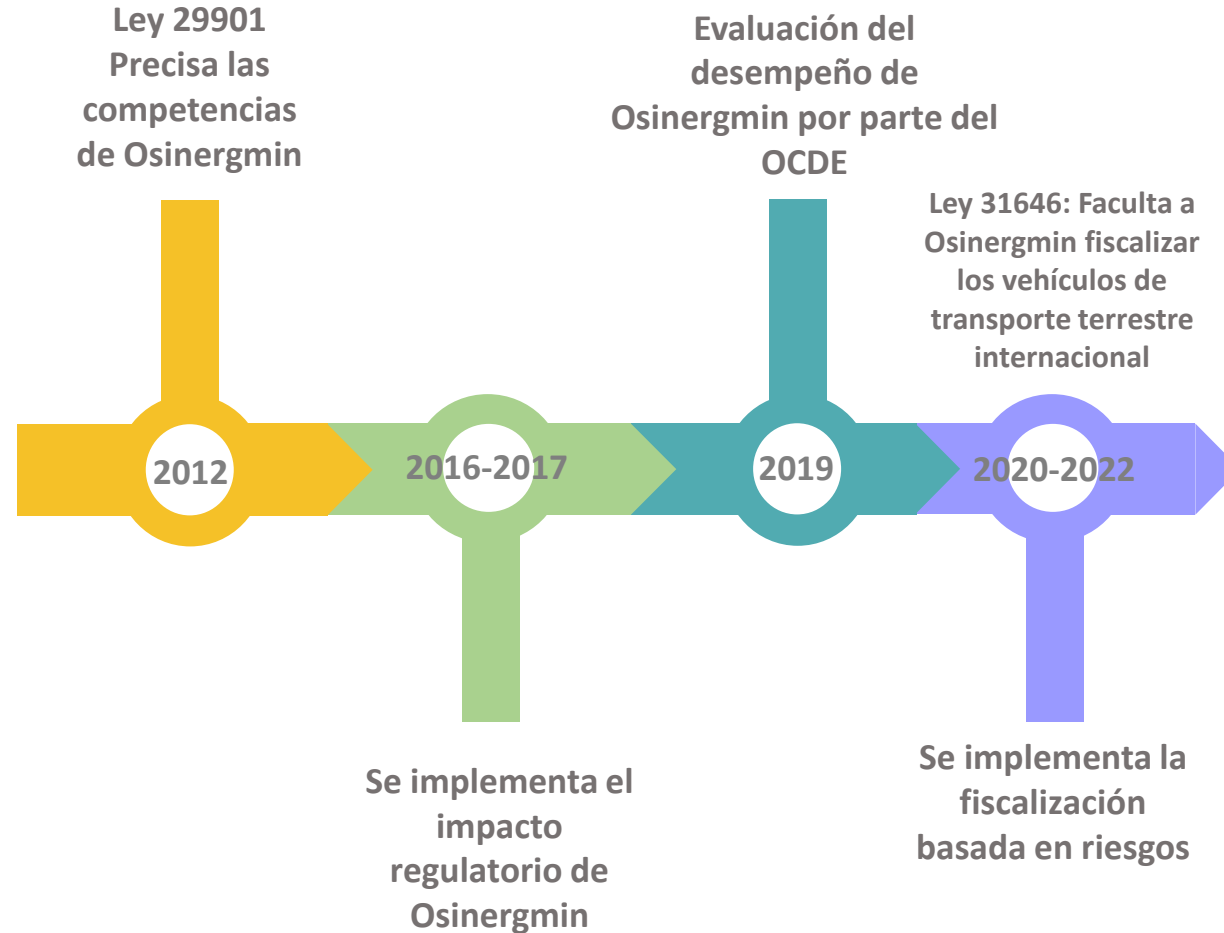 Ley 29901
Precisa las
competencias
de Osinergmin
Evaluación del
desempeño de
Osinergmin por parte del
OCDE
Ley 31646: Faculta a
Osinergmin fiscalizar
los vehículos de
transporte terrestre
internacional
2012
2016-2017
2019
2020-2022
Se implementa el
impacto
regulatorio de
Osinergmin
Se implementa la
fiscalización
basada en riesgos